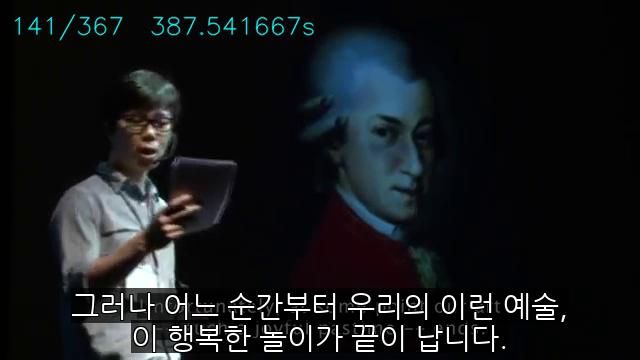 141/367 387.541667s
그러나 어느 순간부터 우리의 이런 예술,
이 행복한 놀이가 끝이 납니다.